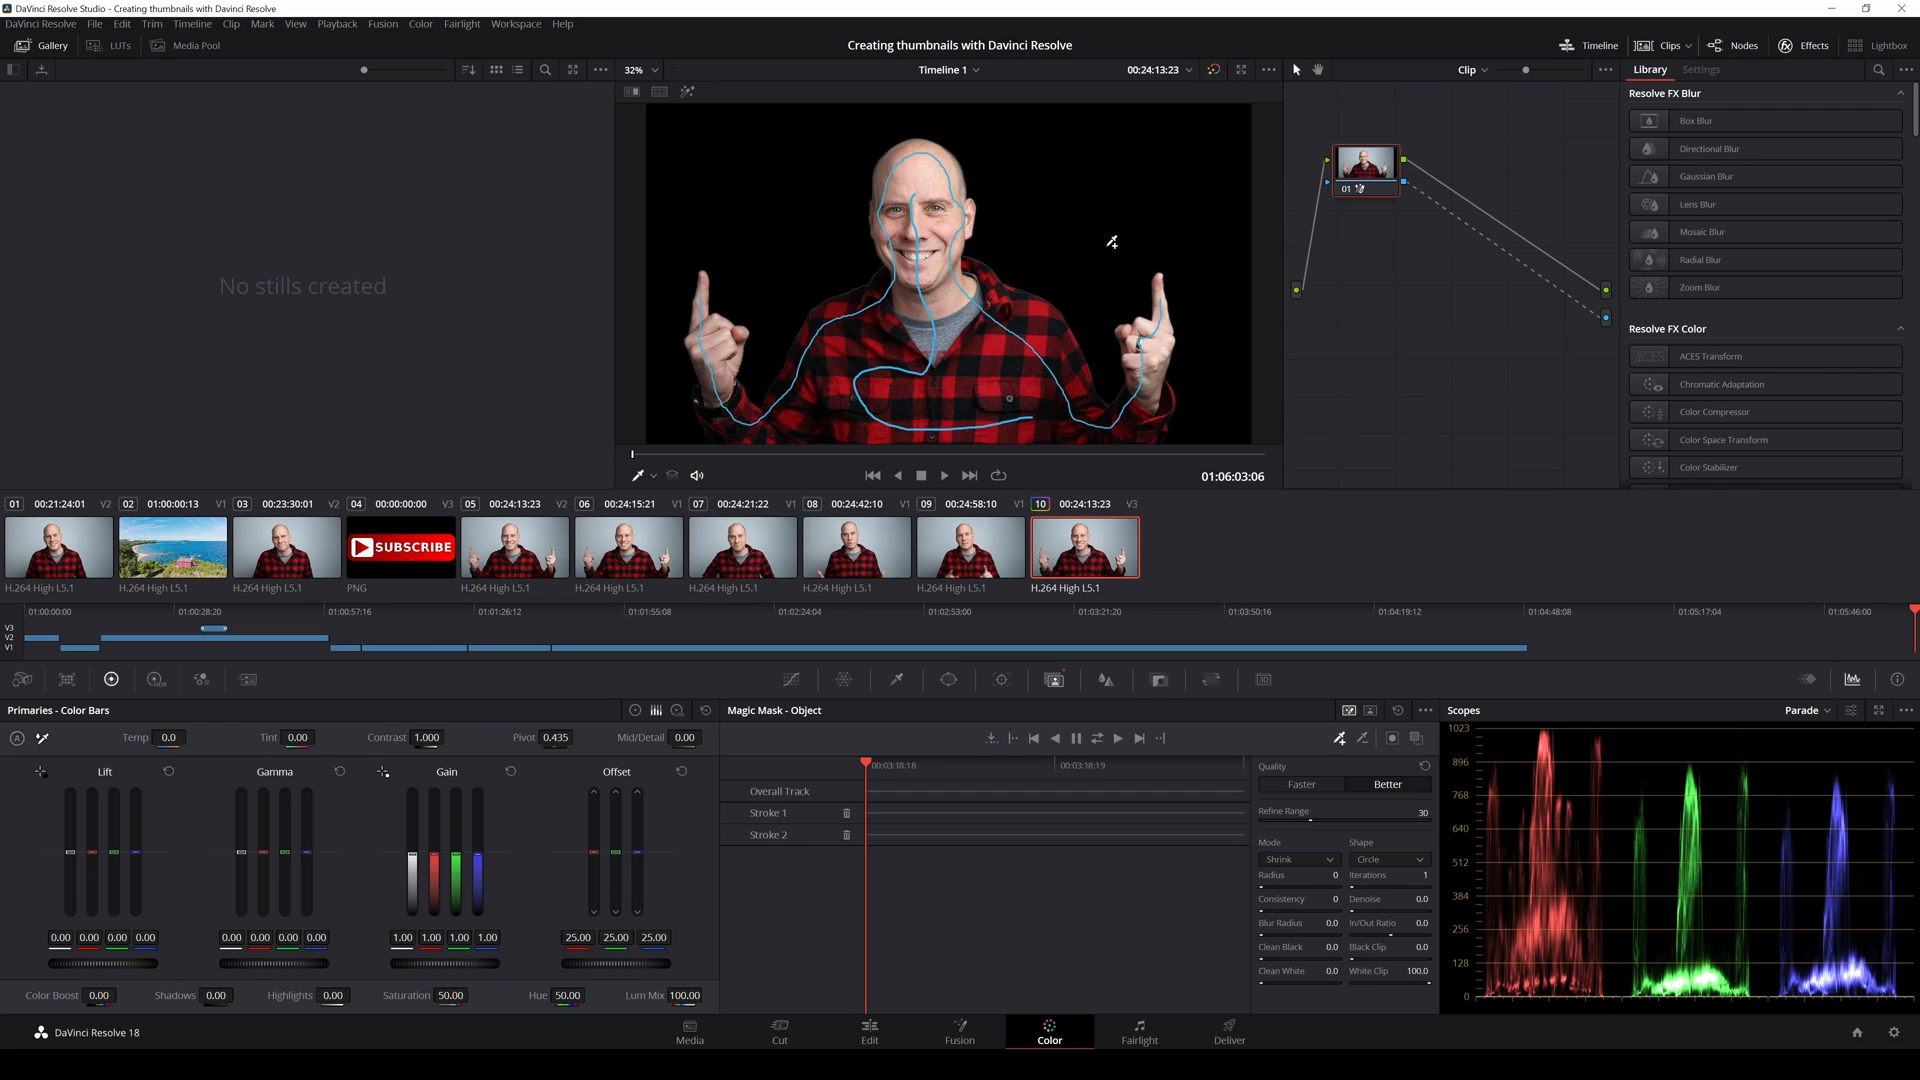 DaVinci Resolve Studio - Creating thumbnails with Davinci Resolve
DaVinci Resolve File Edit Trim Timeline Clip Mark View Playback Fusion Color Fairlight Workspace Help
Gallery LUTs Media Pool Creating thumbnails with Davinci Resolve Timeline Clips Nodes Effects Lightbox
32% Timeline 1 00:24:13:23 Clip Library Settings
Resolve FX Blur
Box Blur
Directional Blur
Gaussian Blur
Lens Blur
Mosaic Blur
Radial Blur
Zoom Blur
01
No stills created
Resolve FX Color
ACES Transform
Chromatic Adaptation
Color Compressor
Color Space Transform
Color Stabilizer
01:06:03:06
01 00:21:24:01 V2 02 01:00:00:13 V1 03 00:23:30:01 V2 04 00:00:00:00 V3 05 00:24:13:23 V2 06 00:24:15:21 V1 07 00:24:21:22 V1 08 00:24:42:10 V1 09 00:24:58:10 V1 10 00:24:13:23 V3
SUBSCRIBE
H.264 High L5.1 H.264 High L5.1 H.264 High L5.1 PNG H.264 High L5.1 H.264 High L5.1 H.264 High L5.1 H.264 High L5.1 H.264 High L5.1 H.264 High L5.1
01:00:00:00 01:00:28:20 01:00:57:16 01:01:26:12 01:01:55:08 01:02:24:04 01:02:53:00 01:03:21:20 01:03:50:16 01:04:19:12 01:04:48:08 01:05:17:04 01:05:46:00
V3
V2
V1
HDR 3D
Primaries - Color Bars Magic Mask - Object Scopes Parade
A Temp 0.0 Tint 0.00 Contrast 1.000 Pivot 0.435 Mid/Detail 0.00
Lift Gamma Gain Offset
0.00 0.00 0.00 0.00 0.00 0.00 0.00 0.00 1.00 1.00 1.00 1.00 25.00 25.00 25.00
Color Boost 0.00 Shadows 0.00 Highlights 0.00 Saturation 50.00 Hue 50.00 Lum Mix 100.00
00:03:18:18 00:03:18:19
Overall Track
Stroke 1
Stroke 2
Quality
Faster Better
Refine Range 30
Mode Shape
Shrink Circle
Radius 0 Iterations 1
Consistency 0 Denoise 0.0
Blur Radius 0.0 In/Out Ratio 0.0
Clean Black 0.0 Black Clip 0.0
Clean White 0.0 White Clip 100.0
1023
896
768
640
512
384
256
128
0
DaVinci Resolve 18 Media Cut Edit Fusion Color Fairlight Deliver